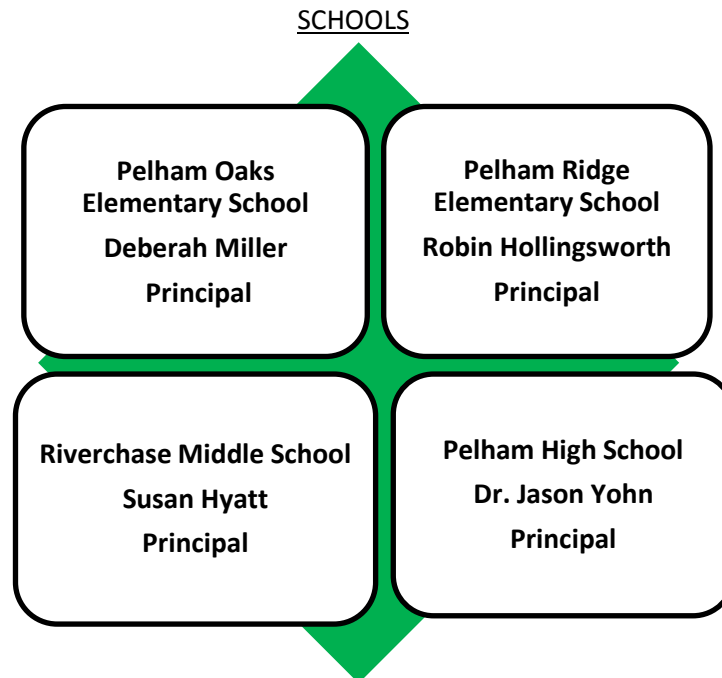 SCHOOLS
Pelham Oaks
Elementary School
Deberah Miller
Principal
Pelham Ridge
Elementary School
Robin Hollingsworth
Principal
Riverchase Middle School
Susan Hyatt
Principal
Pelham High School
Dr. Jason Yohn
Principal